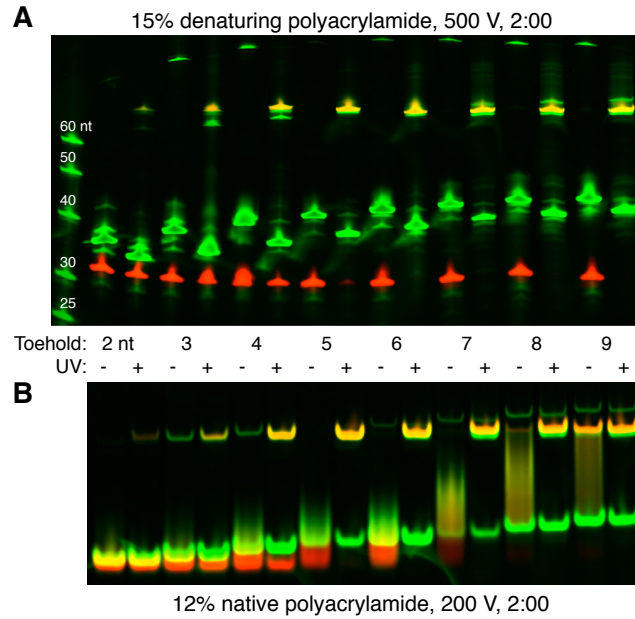 A
15% denaturing polyacrylamide, 500 V, 2:00
60 nt
50
40
30
25
Toehold: 2 nt 3 4 5 6 7 8 9
UV: - + - + - + - + - + - + - + - +
B
12% native polyacrylamide, 200 V, 2:00